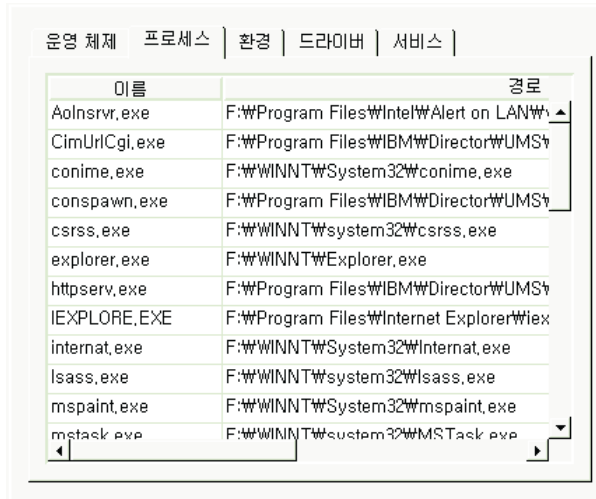 운영 체제 프로세스 환경 드라이버 서비스
이름 경로
AolnsrvR.exe F:₩Program Files₩Intel₩Alert on LAN₩
CimUrlCgi.exe F:₩Program Files₩IBM₩Director₩UMS₩
conime.exe F:₩WINNT₩System32₩conime.exe
conspawn.exe F:₩Program Files₩IBM₩Director₩UMS₩
csrss.exe F:₩WINNT₩system32₩csrss.exe
explorer.exe F:₩WINNT₩Explorer.exe
httpserv.exe F:₩Program Files₩IBM₩Director₩UMS₩
IEXPLORE.EXE F:₩Program Files₩Internet Explorer₩iex
internat.exe F:₩WINNT₩System32₩Internat.exe
lsass.exe F:₩WINNT₩system32₩lsass.exe
mspaint.exe F:₩WINNT₩System32₩mspaint.exe
mstask.exe F:₩WINNT₩system32₩MSTask.exe